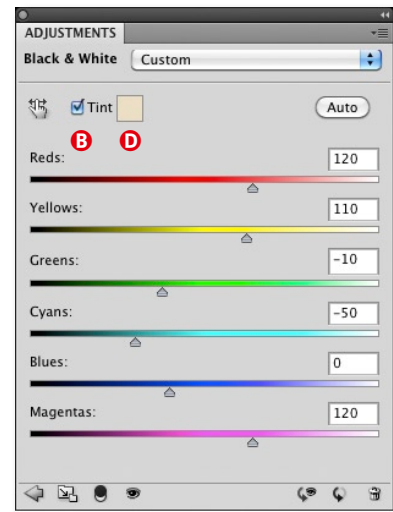 ADJUSTMENTS
Black & White Custom
Tint Auto
B D
Reds: 120
Yellows: 110
Greens: -10
Cyans: -50
Blues: 0
Magentas: 120